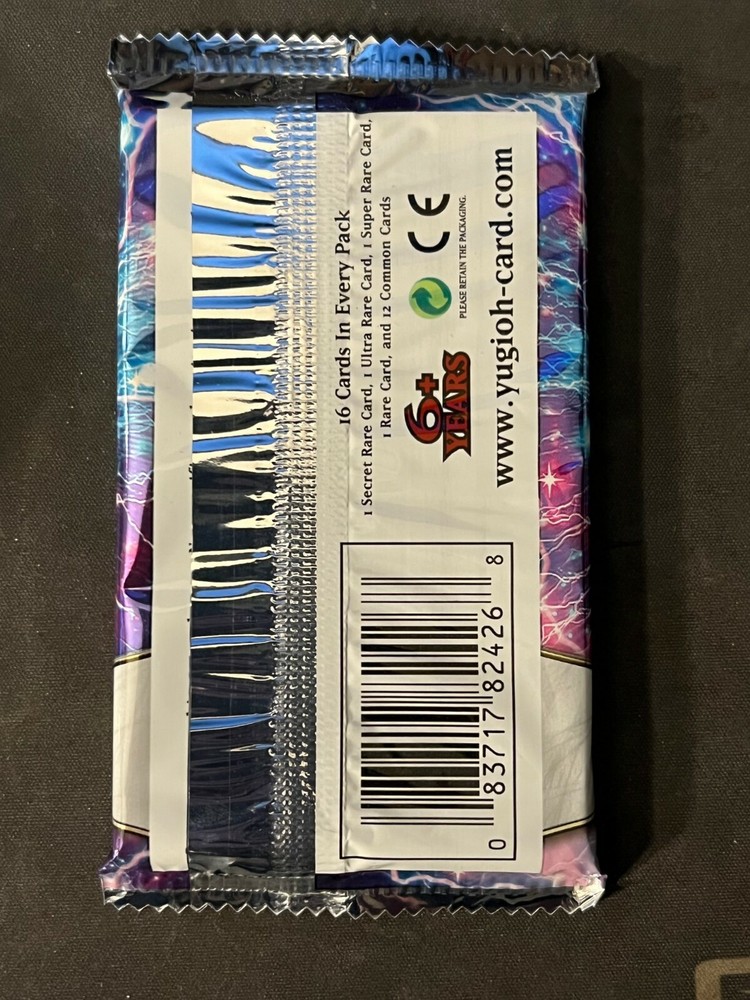 16 Cards In Every Pack
1 Secret Rare Card, 1 Ultra Rare Card, 1 Super Rare Card,
1 Rare Card, and 12 Common Cards
6+
YEARS
CE
PLEASE RETAIN THE PACKAGING.
www.yugioh-card.com
0 83717 82426 8